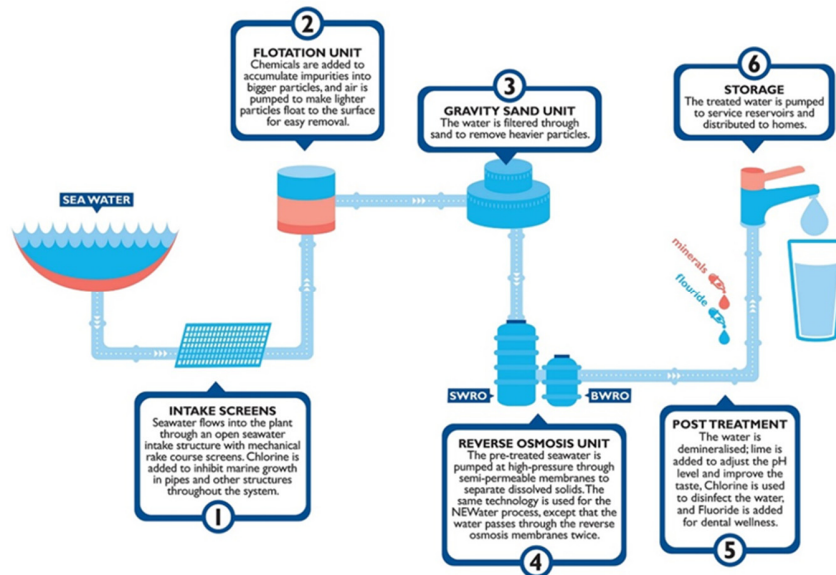 SEA WATER
1
INTAKE SCREENS
Seawater flows into the plant
through an open seawater
intake structure with mechanical
rake course screens. Chlorine is
added to inhibit marine growth
in pipes and other structures
throughout the system.
2
FLOTATION UNIT
Chemicals are added to
accumulate impurities into
bigger particles, and air is
pumped to make lighter
particles float to the surface
for easy removal.
3
GRAVITY SAND UNIT
The water is filtered through
sand to remove heavier particles.
SWRO
BWRO
REVERSE OSMOSIS UNIT
The pre-treated seawater is
pumped at high-pressure through
semi-permeable membranes to
separate dissolved solids. The
same technology is used for the
NEWater process, except that the
water passes through the reverse
osmosis membranes twice.
4
minerals
flouride
POST TREATMENT
The water is
demineralised; lime is
added to adjust the pH
level and improve the
taste, Chlorine is used
to disinfect the water,
and Fluoride is added
for dental wellness.
5
6
STORAGE
The treated water is pumped
to service reservoirs and
distributed to homes.